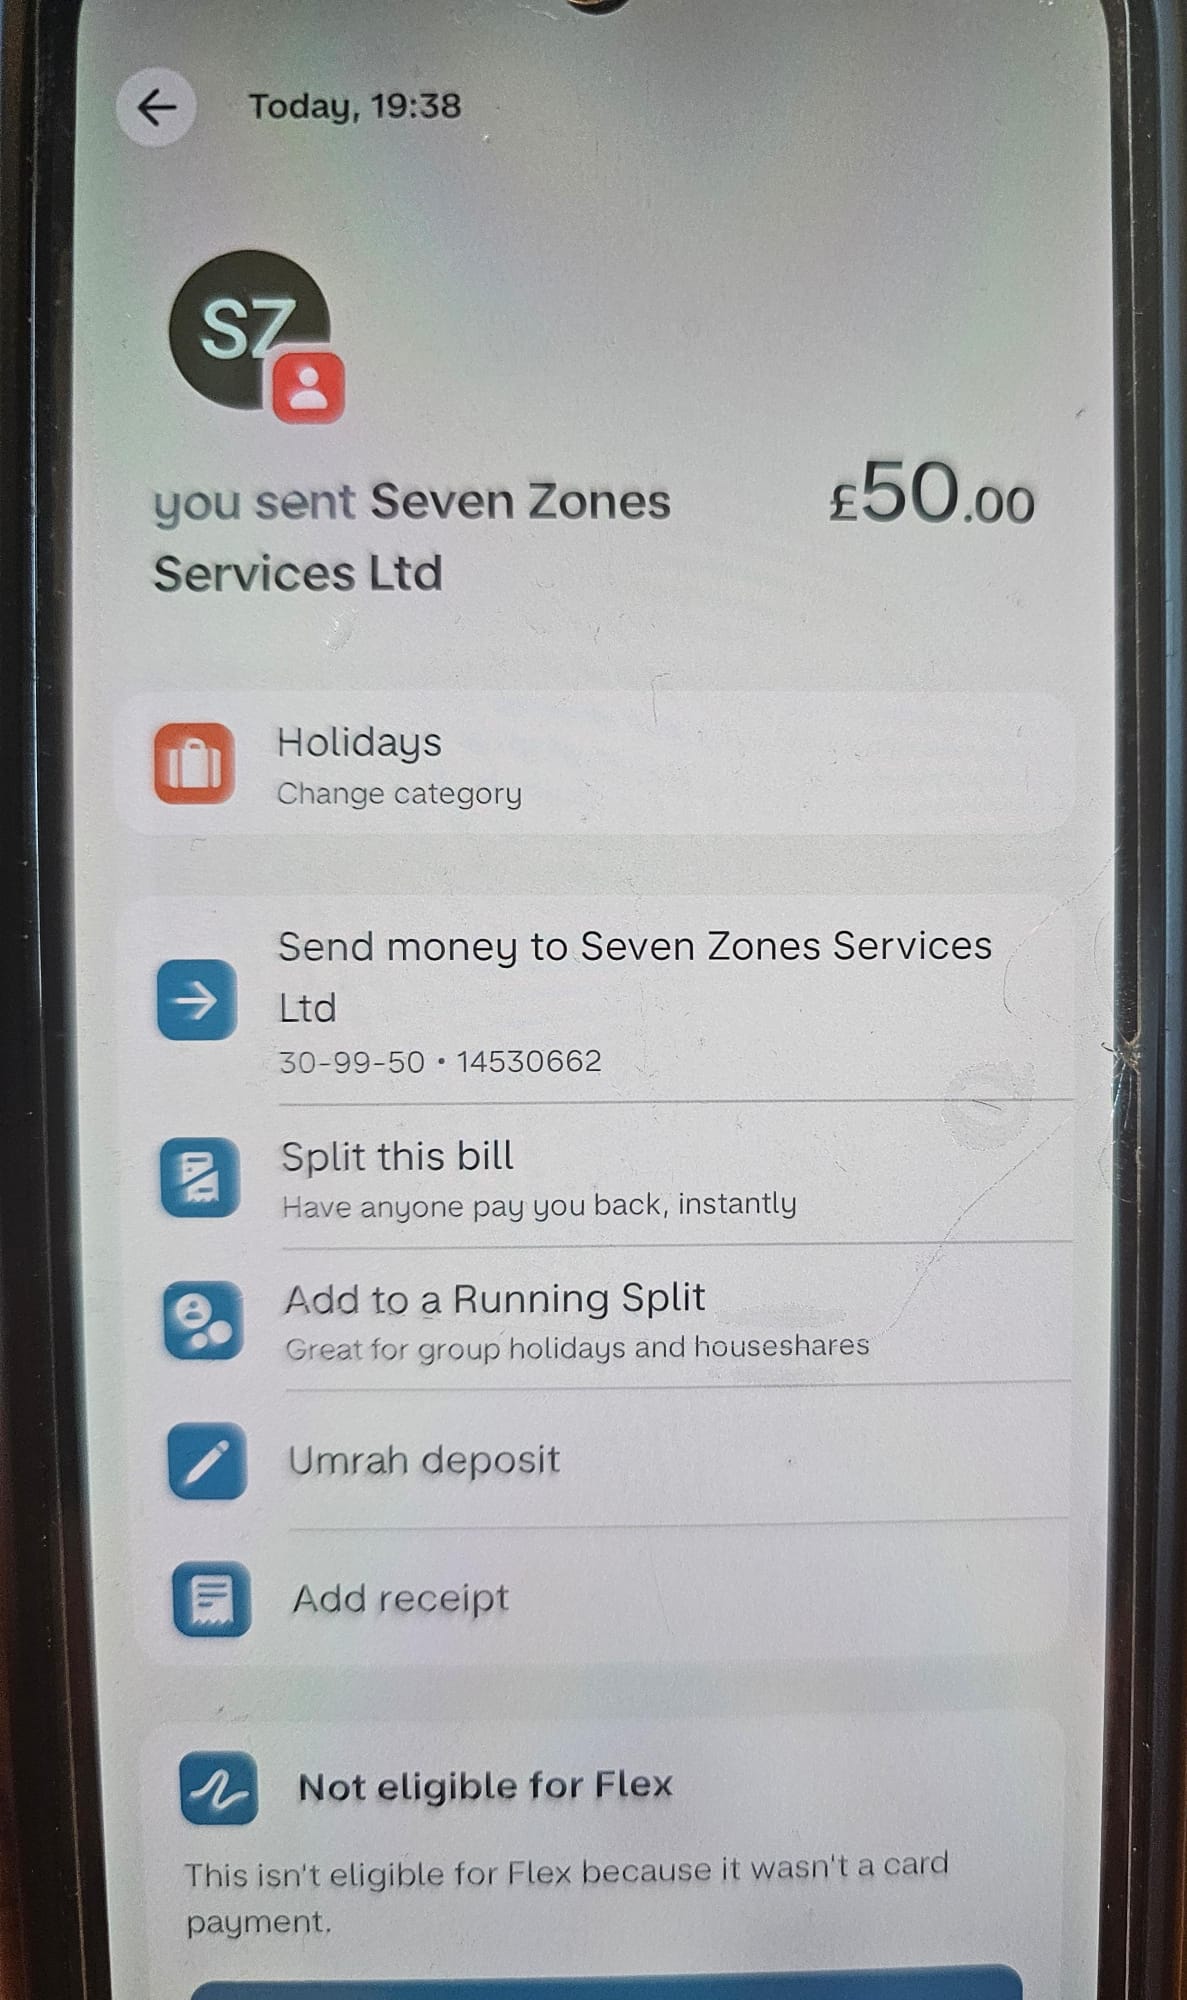 Today, 19:38
SZ
you sent Seven Zones
Services Ltd
£50.00
Holidays
Change category
Send money to Seven Zones Services
Ltd
30-99-50 • 14530662
Split this bill
Have anyone pay you back, instantly
Add to a Running Split
Great for group holidays and houseshares
Umrah deposit
Add receipt
Not eligible for Flex
This isn't eligible for Flex because it wasn't a card
payment.